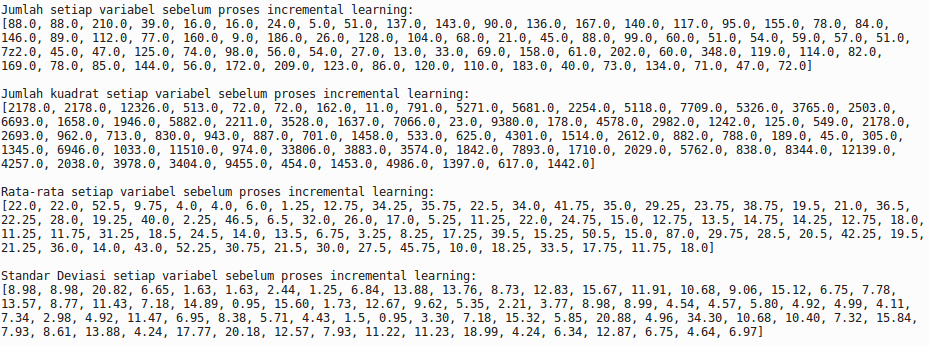 Jumlah setiap variabel sebelum proses incremental learning:
[88.0, 88.0, 210.0, 39.0, 16.0, 16.0, 24.0, 5.0, 51.0, 137.0, 143.0, 90.0, 136.0, 167.0, 140.0, 117.0, 95.0, 155.0, 78.0, 84.0,
146.0, 89.0, 112.0, 77.0, 160.0, 9.0, 186.0, 26.0, 128.0, 104.0, 68.0, 21.0, 45.0, 88.0, 99.0, 60.0, 51.0, 54.0, 59.0, 57.0, 51.0,
722.0, 45.0, 47.0, 125.0, 74.0, 98.0, 56.0, 54.0, 27.0, 13.0, 33.0, 69.0, 158.0, 61.0, 202.0, 60.0, 348.0, 119.0, 114.0, 82.0,
169.0, 78.0, 85.0, 144.0, 56.0, 172.0, 209.0, 123.0, 86.0, 120.0, 110.0, 183.0, 40.0, 73.0, 134.0, 71.0, 47.0, 72.0]
Jumlah kuadrat setiap variabel sebelum proses incremental learning:
[2178.0, 2178.0, 12326.0, 513.0, 72.0, 72.0, 162.0, 11.0, 791.0, 5271.0, 5681.0, 2254.0, 5118.0, 7709.0, 5326.0, 3765.0, 2503.0,
6693.0, 1658.0, 1946.0, 5882.0, 2211.0, 3528.0, 1637.0, 7066.0, 23.0, 9380.0, 178.0, 4578.0, 2982.0, 1242.0, 125.0, 549.0, 2178.0,
2693.0, 962.0, 713.0, 830.0, 943.0, 887.0, 701.0, 1458.0, 533.0, 625.0, 4301.0, 1514.0, 2612.0, 882.0, 788.0, 189.0, 45.0, 305.0,
1345.0, 6946.0, 1033.0, 11510.0, 974.0, 33806.0, 3883.0, 3574.0, 1842.0, 7893.0, 1710.0, 2029.0, 5762.0, 838.0, 8344.0, 12139.0,
4257.0, 2038.0, 3978.0, 3404.0, 9455.0, 454.0, 1453.0, 4986.0, 1397.0, 617.0, 1442.0]
Rata-rata setiap variabel sebelum proses incremental learning:
[22.0, 22.0, 52.5, 9.75, 4.0, 4.0, 6.0, 1.25, 12.75, 34.25, 35.75, 22.5, 34.0, 41.75, 35.0, 29.25, 23.75, 38.75, 19.5, 21.0, 36.5,
22.25, 28.0, 19.25, 40.0, 2.25, 46.5, 6.5, 32.0, 26.0, 17.0, 5.25, 11.25, 22.0, 24.75, 15.0, 12.75, 13.5, 14.75, 14.25, 12.75, 18.0,
11.25, 11.75, 31.25, 18.5, 24.5, 14.0, 13.5, 6.75, 3.25, 8.25, 17.25, 39.5, 15.25, 50.5, 15.0, 87.0, 29.75, 28.5, 20.5, 42.25, 19.5,
21.25, 36.0, 14.0, 43.0, 52.25, 30.75, 21.5, 30.0, 27.5, 45.75, 10.0, 18.25, 33.5, 17.75, 11.75, 18.0]
Standar Deviasi setiap variabel sebelum proses incremental learning:
[8.98, 8.98, 20.82, 6.65, 1.63, 1.63, 2.44, 1.25, 6.84, 13.88, 13.76, 8.73, 12.83, 15.67, 11.91, 10.68, 9.06, 15.12, 6.75, 7.78,
13.57, 8.77, 11.43, 7.18, 14.89, 0.95, 15.60, 1.73, 12.67, 9.62, 5.35, 2.21, 3.77, 8.98, 8.99, 4.54, 4.57, 5.80, 4.92, 4.99, 4.11,
7.34, 2.98, 4.92, 11.47, 6.95, 8.38, 5.71, 4.43, 1.5, 0.95, 3.30, 7.18, 15.32, 5.85, 20.88, 4.96, 34.30, 10.68, 10.40, 7.32, 15.84,
7.93, 8.61, 13.88, 4.24, 17.77, 20.18, 12.57, 7.93, 11.22, 11.23, 18.99, 4.24, 6.34, 12.87, 6.75, 4.64, 6.97]